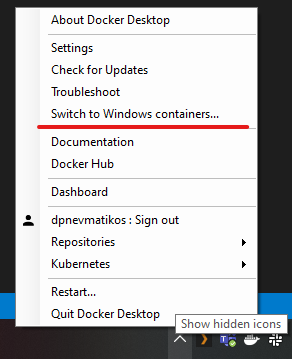 About Docker Desktop
Settings
Check for Updates
Troubleshoot
Switch to Windows containers...
Documentation
Docker Hub
Dashboard
dpnevmatikos : Sign out
Repositories
Kubernetes
Restart...
Quit Docker Desktop
Show hidden icons